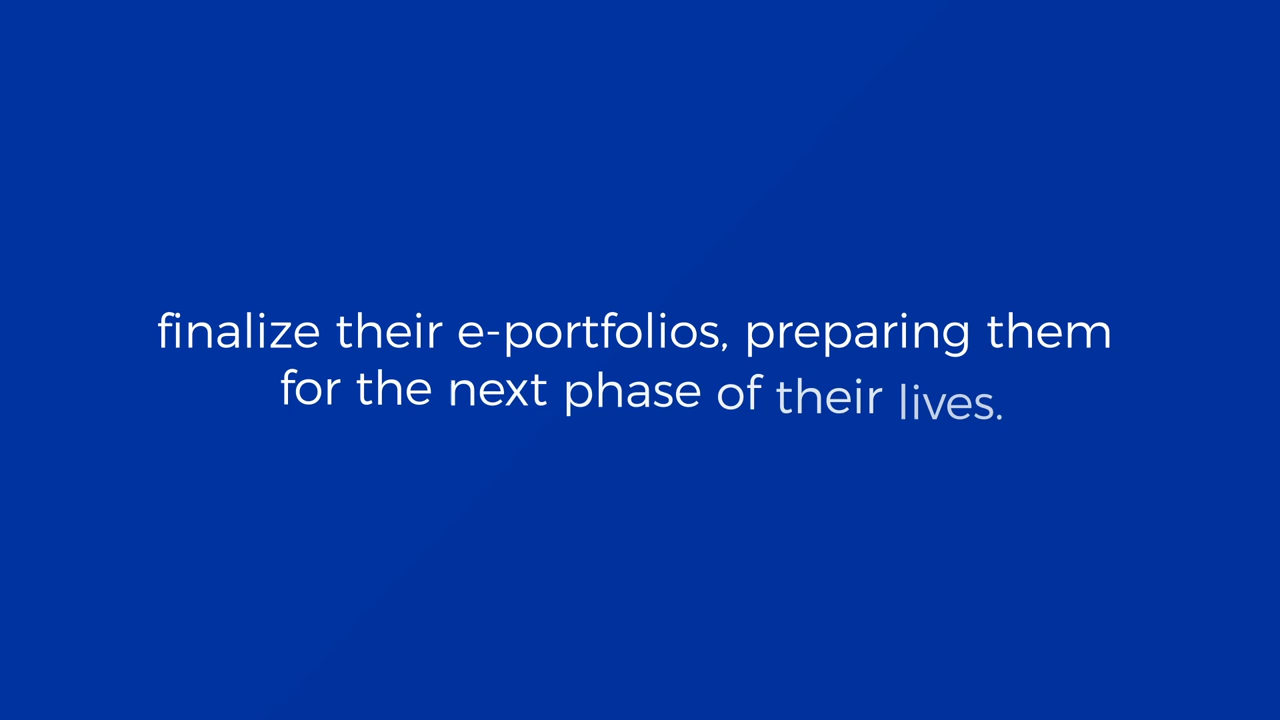 finalize their e-portfolios, preparing them
for the next phase of their lives.